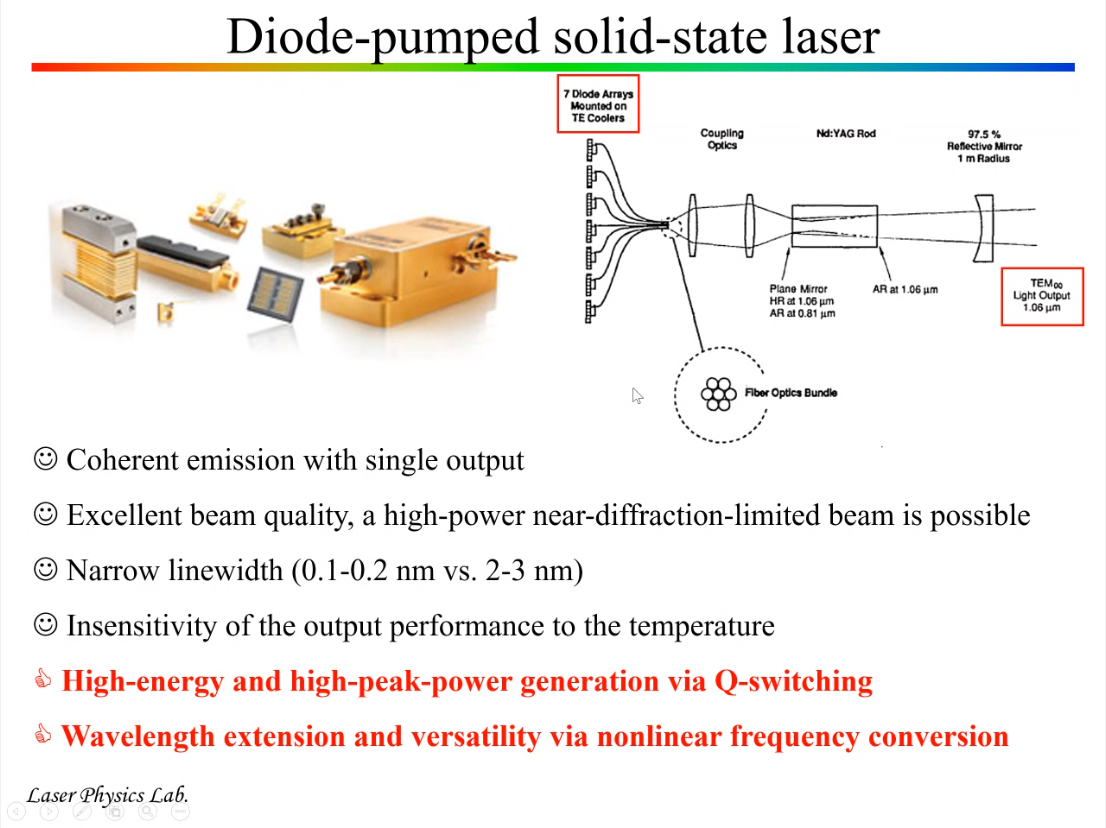 Diode-pumped solid-state laser
7 Diode Arrays
Mounted on
TE Coolers
Coupling
Optics
Nd:YAG Rod
97.5 %
Reflective Mirror
1 m Radius
Plane Mirror
HR at 1.06 μm
AR at 0.81 μm
AR at 1.06 μm
TEM₀₀
Light Output
1.06 μm
Fiber Optics Bundle
☺ Coherent emission with single output
☺ Excellent beam quality, a high-power near-diffraction-limited beam is possible
☺ Narrow linewidth (0.1-0.2 nm vs. 2-3 nm)
☺ Insensitivity of the output performance to the temperature
👍 High-energy and high-peak-power generation via Q-switching
👍 Wavelength extension and versatility via nonlinear frequency conversion
Laser Physics Lab.